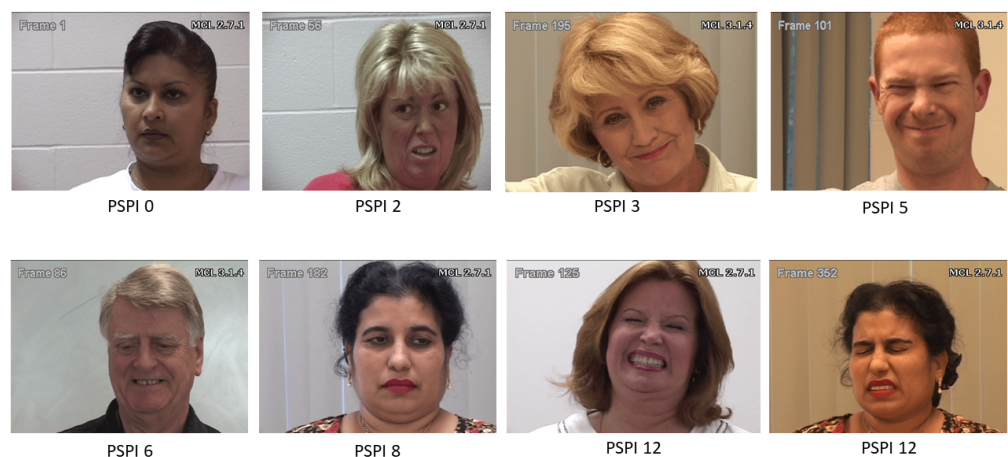 Frame 1 MCL 2.7.1
Frame 56 MCL 2.7.1
Frame 195 MCL 3.1.4
Frame 101 MCL 3.1.4
PSPI 0
PSPI 2
PSPI 3
PSPI 5
Frame 86 MCL 3.1.4
Frame 182 MCL 2.7.1
Frame 125 MCL 2.7.1
Frame 352 MCL 2.7.1
PSPI 6
PSPI 8
PSPI 12
PSPI 12